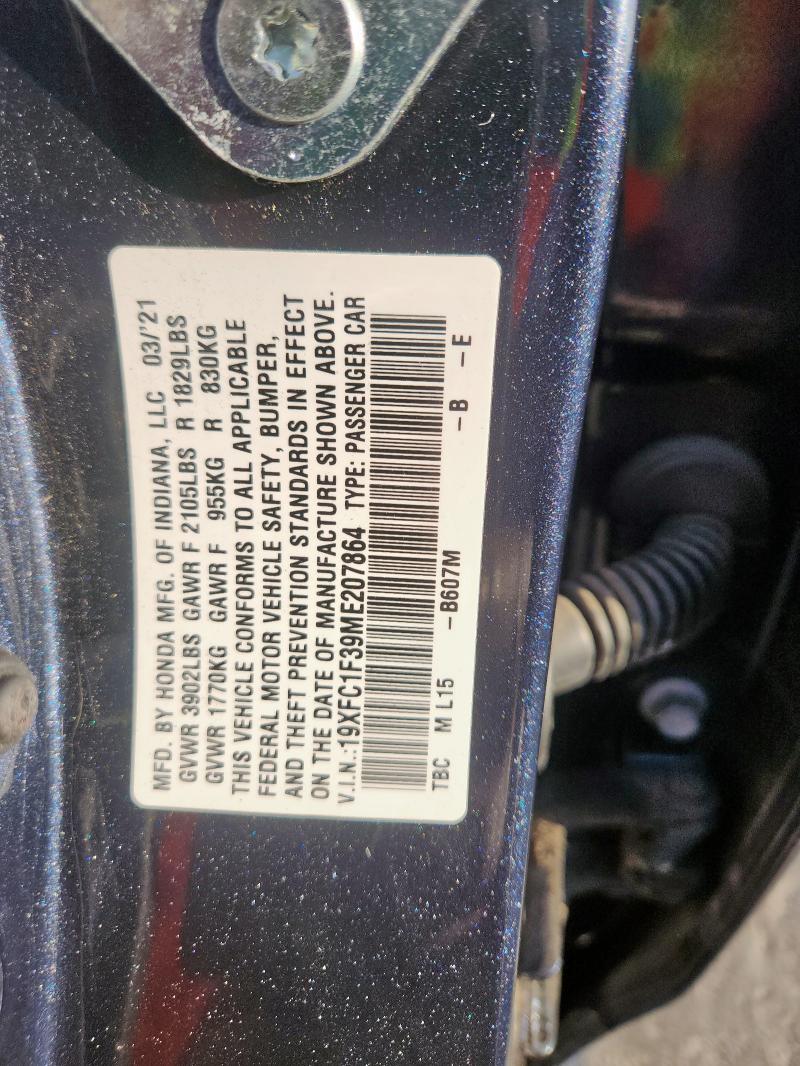 MFD. BY HONDA MFG. OF INDIANA, LLC 03/'21
GVWR 3902LBS GAWR F 2105LBS R 1829LBS
GVWR 1770KG GAWR F 955KG R 830KG
THIS VEHICLE CONFORMS TO ALL APPLICABLE
FEDERAL MOTOR VEHICLE SAFETY, BUMPER,
AND THEFT PREVENTION STANDARDS IN EFFECT
ON THE DATE OF MANUFACTURE SHOWN ABOVE.
V.I.N.:19XFC1F39ME207864 TYPE: PASSENGER CAR
TBC M L15 -B607M -B -E